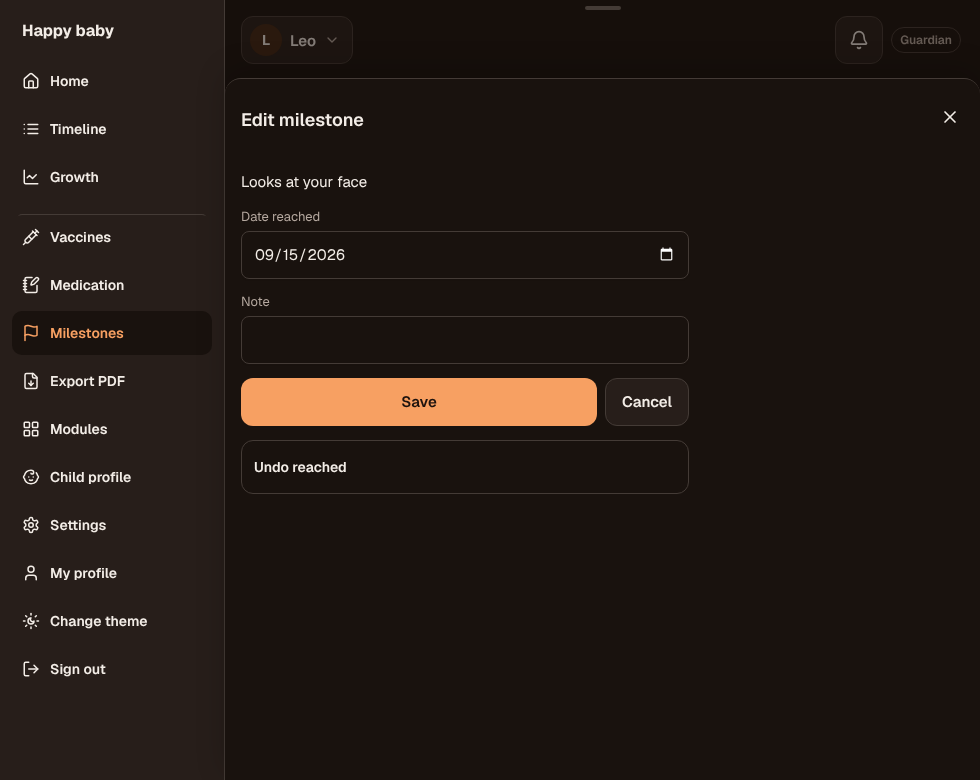 Happy baby
Home
Timeline
Growth
Vaccines
Medication
Milestones
Export PDF
Modules
Child profile
Settings
My profile
Change theme
Sign out
L Leo
Guardian
Edit milestone
Looks at your face
Date reached
09/15/2026
Note
Save Cancel
Undo reached